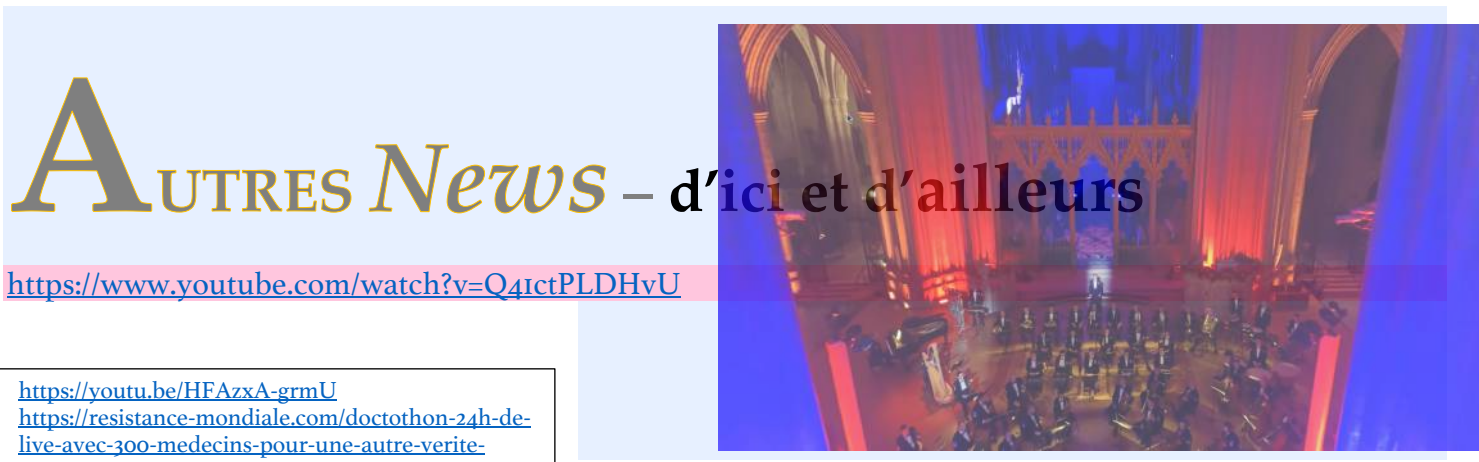 AUTRES News – d'ici et d'ailleurs
https://www.youtube.com/watch?v=Q41ctPLDHvU
https://youtu.be/HFAzxA-grmU
https://resistance-mondiale.com/doctothon-24h-de-
live-avec-300-medecins-pour-une-autre-verite-